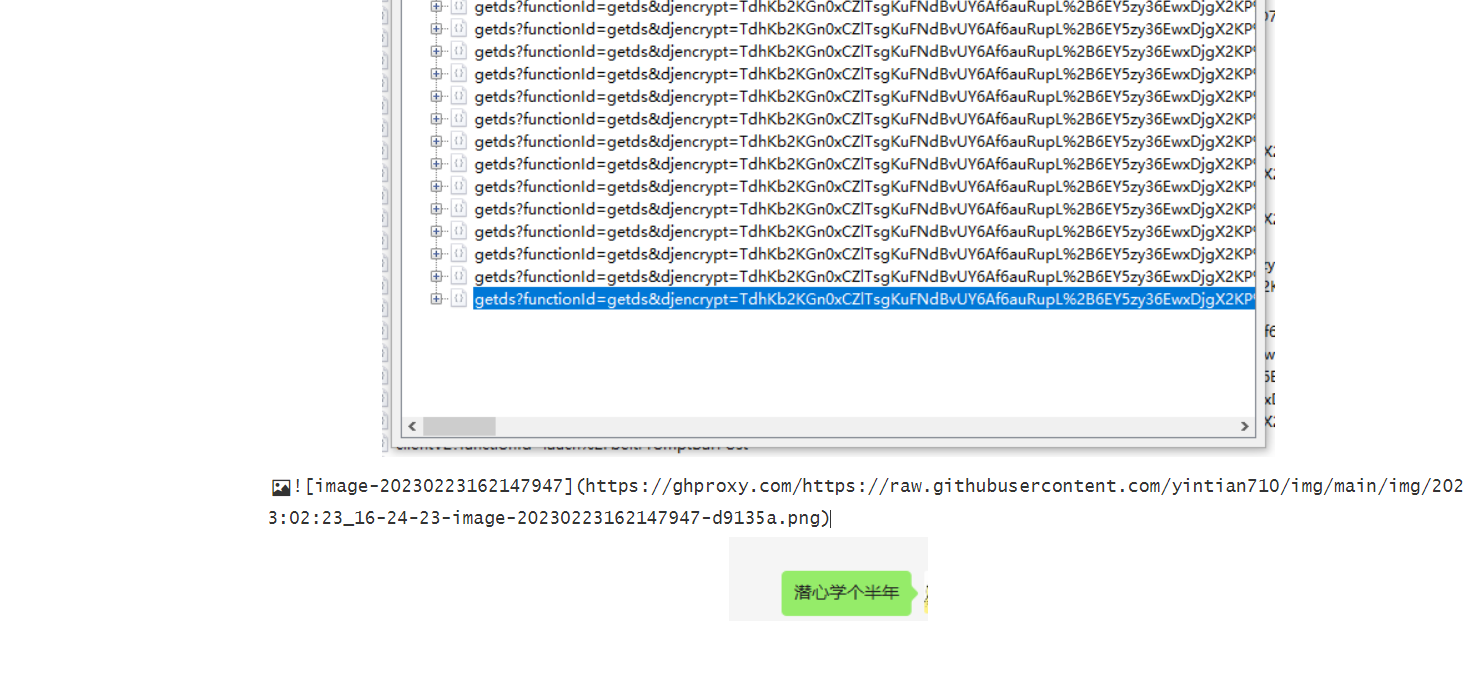 getds?functionId=getds&djencrypt=TdhKb2KGn0xCZlTsgKuFNdBvUY6Af6auRupL%2B6EY5zy36EwxDjgX2KP
getds?functionId=getds&djencrypt=TdhKb2KGn0xCZlTsgKuFNdBvUY6Af6auRupL%2B6EY5zy36EwxDjgX2KP
getds?functionId=getds&djencrypt=TdhKb2KGn0xCZlTsgKuFNdBvUY6Af6auRupL%2B6EY5zy36EwxDjgX2KP
getds?functionId=getds&djencrypt=TdhKb2KGn0xCZlTsgKuFNdBvUY6Af6auRupL%2B6EY5zy36EwxDjgX2KP
getds?functionId=getds&djencrypt=TdhKb2KGn0xCZlTsgKuFNdBvUY6Af6auRupL%2B6EY5zy36EwxDjgX2KP
getds?functionId=getds&djencrypt=TdhKb2KGn0xCZlTsgKuFNdBvUY6Af6auRupL%2B6EY5zy36EwxDjgX2KP
getds?functionId=getds&djencrypt=TdhKb2KGn0xCZlTsgKuFNdBvUY6Af6auRupL%2B6EY5zy36EwxDjgX2KP
getds?functionId=getds&djencrypt=TdhKb2KGn0xCZlTsgKuFNdBvUY6Af6auRupL%2B6EY5zy36EwxDjgX2KP
getds?functionId=getds&djencrypt=TdhKb2KGn0xCZlTsgKuFNdBvUY6Af6auRupL%2B6EY5zy36EwxDjgX2KP
getds?functionId=getds&djencrypt=TdhKb2KGn0xCZlTsgKuFNdBvUY6Af6auRupL%2B6EY5zy36EwxDjgX2KP
getds?functionId=getds&djencrypt=TdhKb2KGn0xCZlTsgKuFNdBvUY6Af6auRupL%2B6EY5zy36EwxDjgX2KP
getds?functionId=getds&djencrypt=TdhKb2KGn0xCZlTsgKuFNdBvUY6Af6auRupL%2B6EY5zy36EwxDjgX2KP
getds?functionId=getds&djencrypt=TdhKb2KGn0xCZlTsgKuFNdBvUY6Af6auRupL%2B6EY5zy36EwxDjgX2KP
getds?functionId=getds&djencrypt=TdhKb2KGn0xCZlTsgKuFNdBvUY6Af6auRupL%2B6EY5zy36EwxDjgX2KP
![image-20230223162147947](https://ghproxy.com/https://raw.githubusercontent.com/yintian710/img/main/img/202
3:02:23_16-24-23-image-20230223162147947-d9135a.png)
潜心学个半年